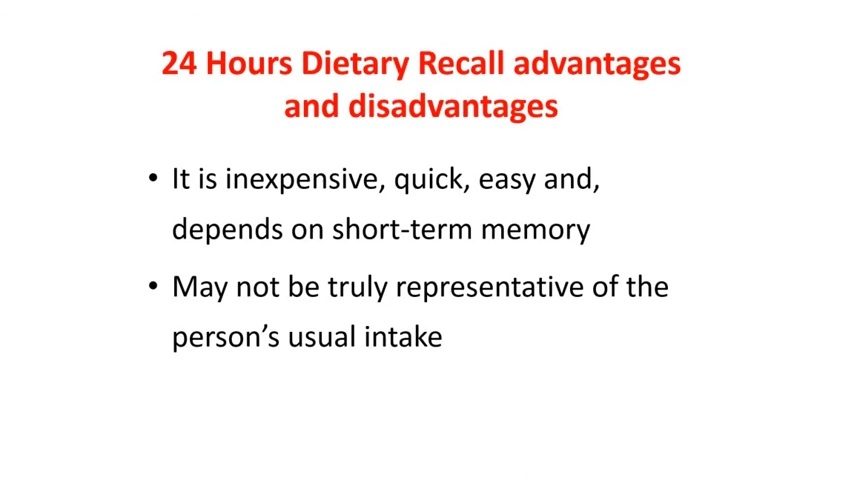 24 Hours Dietary Recall advantages
and disadvantages
• It is inexpensive, quick, easy and,
depends on short-term memory
• May not be truly representative of the
person’s usual intake